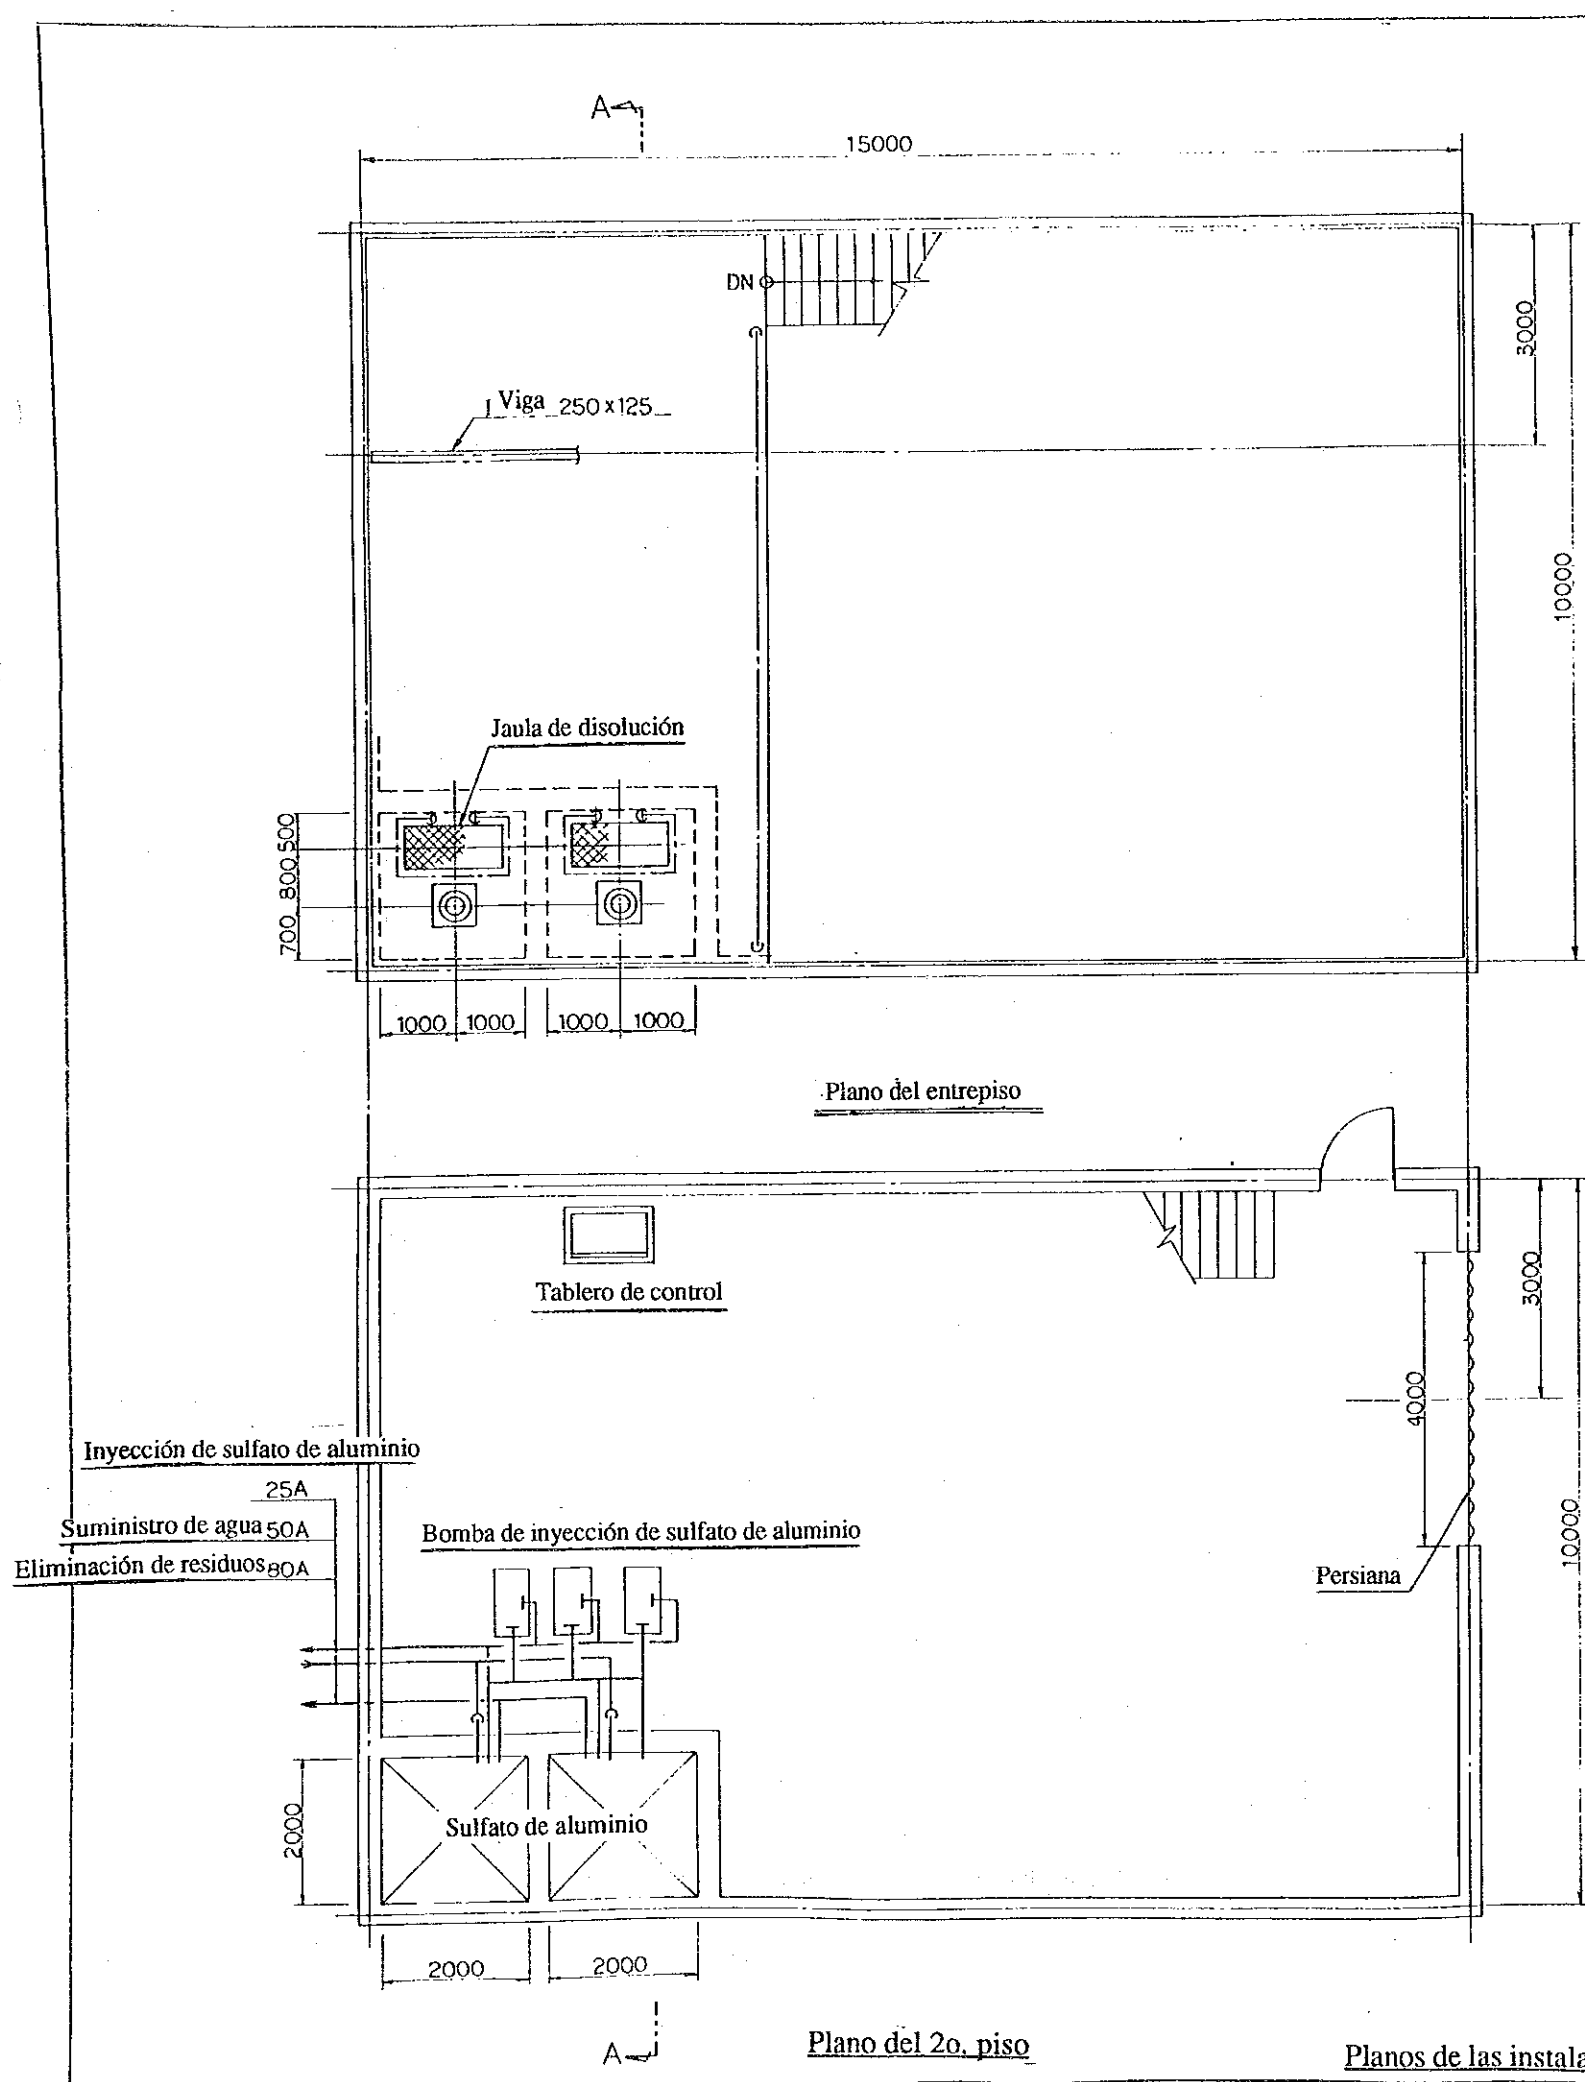 A
15000
DN
3000
I Viga 250x125
10000
Jaula de disolución
500
800
700
1000 1000 1000 1000
Plano del entrepiso
Tablero de control
3000
4000
Inyección de sulfato de aluminio
25A
Suministro de agua 50A
Bomba de inyección de sulfato de aluminio
Eliminación de residuos 80A
10000
Persiana
2000
Sulfato de aluminio
2000 2000
A
Plano del 2o. piso
Planos de las instala